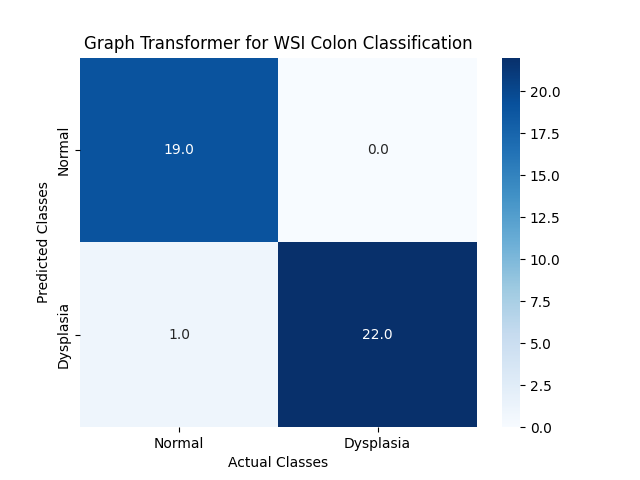 Graph Transformer for WSI Colon Classification
Predicted Classes
Normal
19.0
0.0
Dysplasia
1.0
22.0
Normal
Dysplasia
Actual Classes
20.0
17.5
15.0
12.5
10.0
7.5
5.0
2.5
0.0